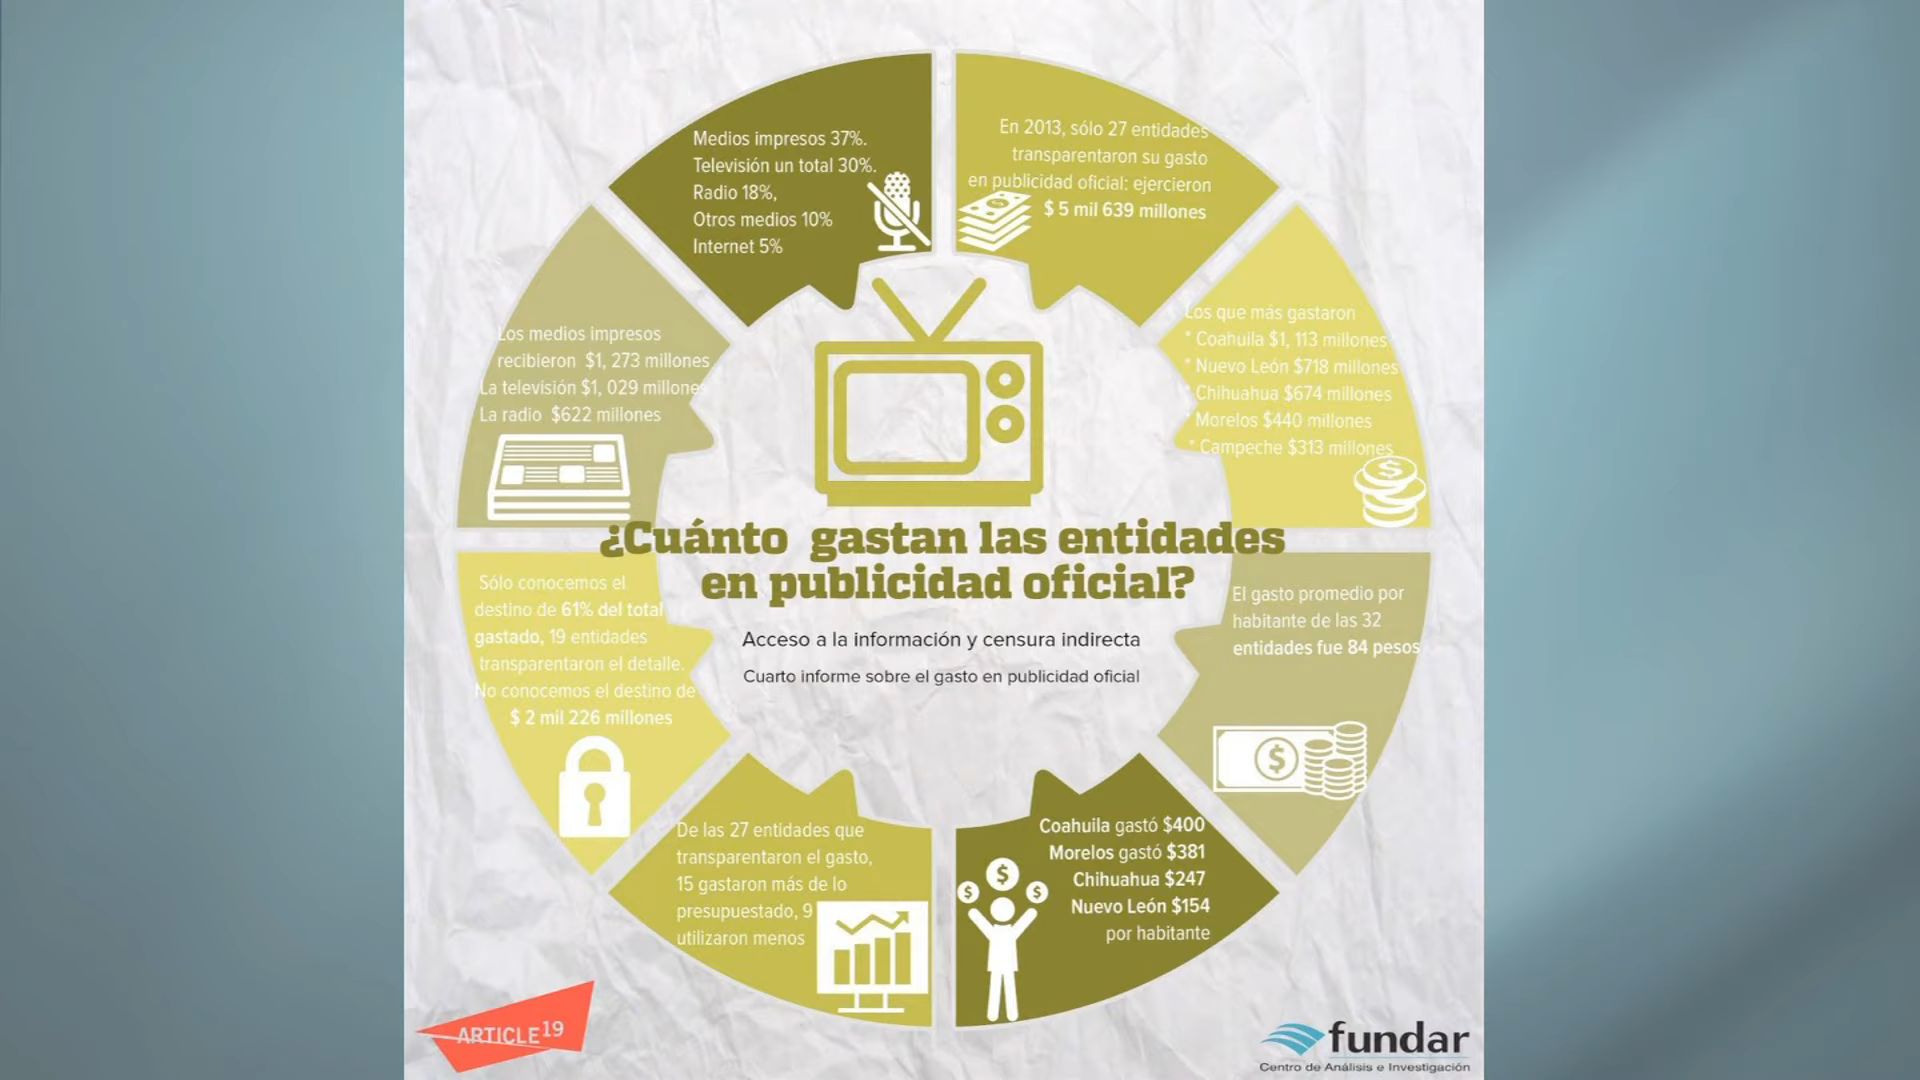 Medios impresos 37%.
Televisión un total 30%.
Radio 18%,
Otros medios 10%
Internet 5%
En 2013, sólo 27 entidades
transparentaron su gasto
en publicidad oficial: ejercieron
$ 5 mil 639 millones
Los que más gastaron
* Coahuila $1, 113 millones
* Nuevo León $718 millones
* Chihuahua $674 millones
* Morelos $440 millones
* Campeche $313 millones
Los medios impresos
recibieron $1, 273 millones
La televisión $1, 029 millones
La radio $622 millones
¿Cuánto gastan las entidades
en publicidad oficial?
Acceso a la información y censura indirecta
Cuarto informe sobre el gasto en publicidad oficial
El gasto promedio por
habitante de las 32
entidades fue 84 pesos
Coahuila gastó $400
Morelos gastó $381
Chihuahua $247
Nuevo León $154
por habitante
De las 27 entidades que
transparentaron el gasto,
15 gastaron más de lo
presupuestado, 9
utilizaron menos
Sólo conocemos el
destino de 61% del total
gastado, 19 entidades
transparentaron el detalle.
No conocemos el destino de
$ 2 mil 226 millones
ARTICLE 19
fundar
Centro de Análisis e Investigación